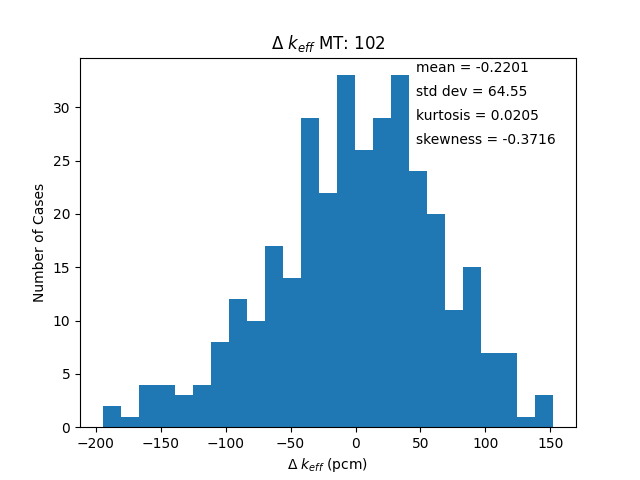 Δ k_eff MT: 102
mean = -0.2201
std dev = 64.55
kurtosis = 0.0205
skewness = -0.3716
Number of Cases
30
25
20
15
10
5
0
−200 −150 −100 −50 0 50 100 150
Δ k_eff (pcm)